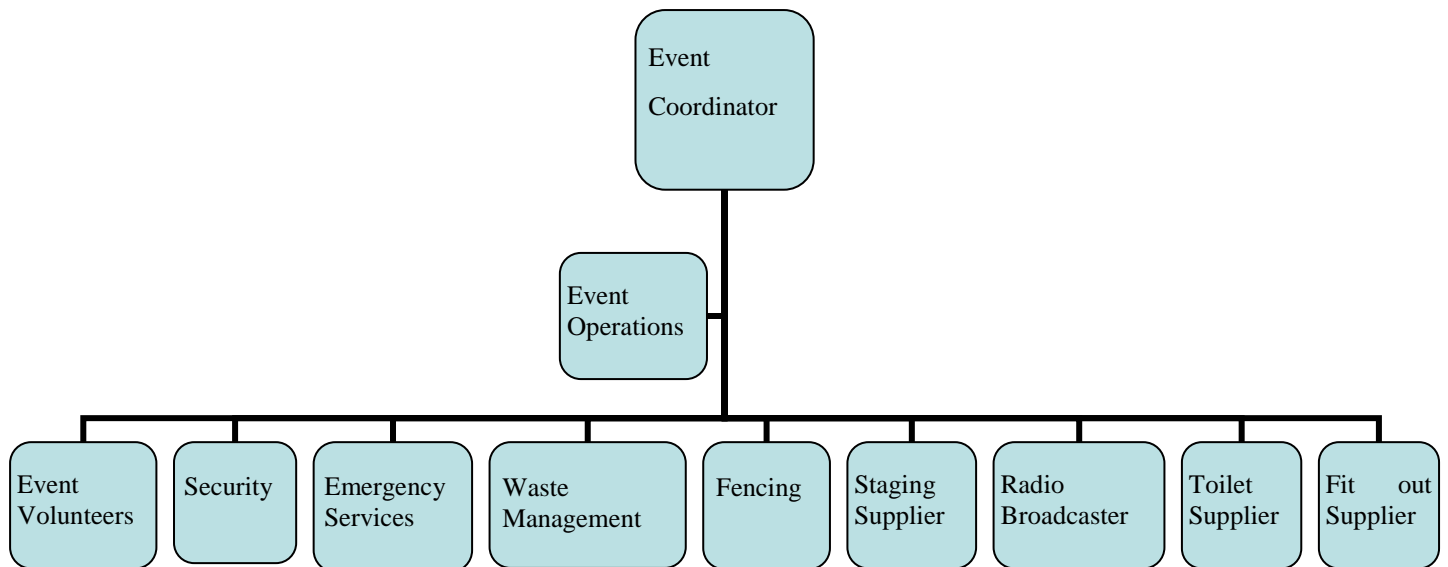 Event
Coordinator
Event
Operations
Event
Volunteers
Security
Emergency
Services
Waste
Management
Fencing
Staging
Supplier
Radio
Broadcaster
Toilet
Supplier
Fit out
Supplier